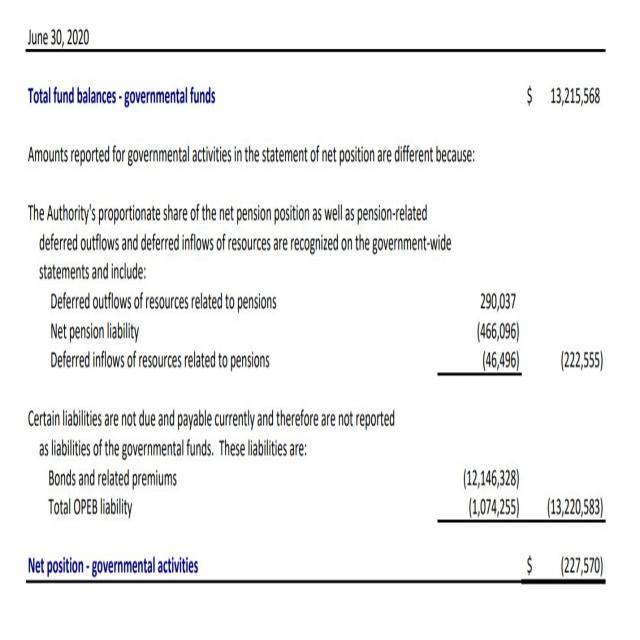 June 30, 2020
Total fund balances - governmental funds $ 13,215,568
Amounts reported for governmental activities in the statement of net position are different because:
The Authority's proportionate share of the net pension position as well as pension-related
deferred outflows and deferred inflows of resources are recognized on the government-wide
statements and include:
Deferred outflows of resources related to pensions 290,037
Net pension liability (466,096)
Deferred inflows of resources related to pensions (46,496) (222,555)
Certain liabilities are not due and payable currently and therefore are not reported
as liabilities of the governmental funds. These liabilities are:
Bonds and related premiums (12,146,328)
Total OPEB liability (1,074,255) (13,220,583)
Net position - governmental activities $ (227,570)